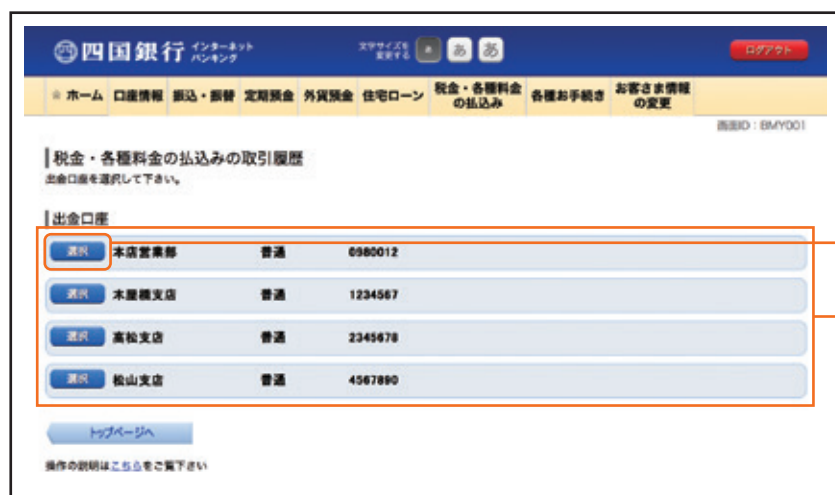 四国銀行 インターネットバンキング
文字サイズを変更する あ あ ログアウト
ホーム 口座情報 振込・振替 定期預金 外貨預金 住宅ローン 税金・各種料金の払込み 各種お手続き お客さま情報の変更
画面ID：BMY001
税金・各種料金の払込みの取引履歴
出金口座を選択して下さい。
出金口座
選択 本店営業部 普通 0980012
選択 木屋橋支店 普通 1234567
選択 高松支店 普通 2345678
選択 松山支店 普通 4567890
トップページへ
操作の説明はこちらをご覧下さい